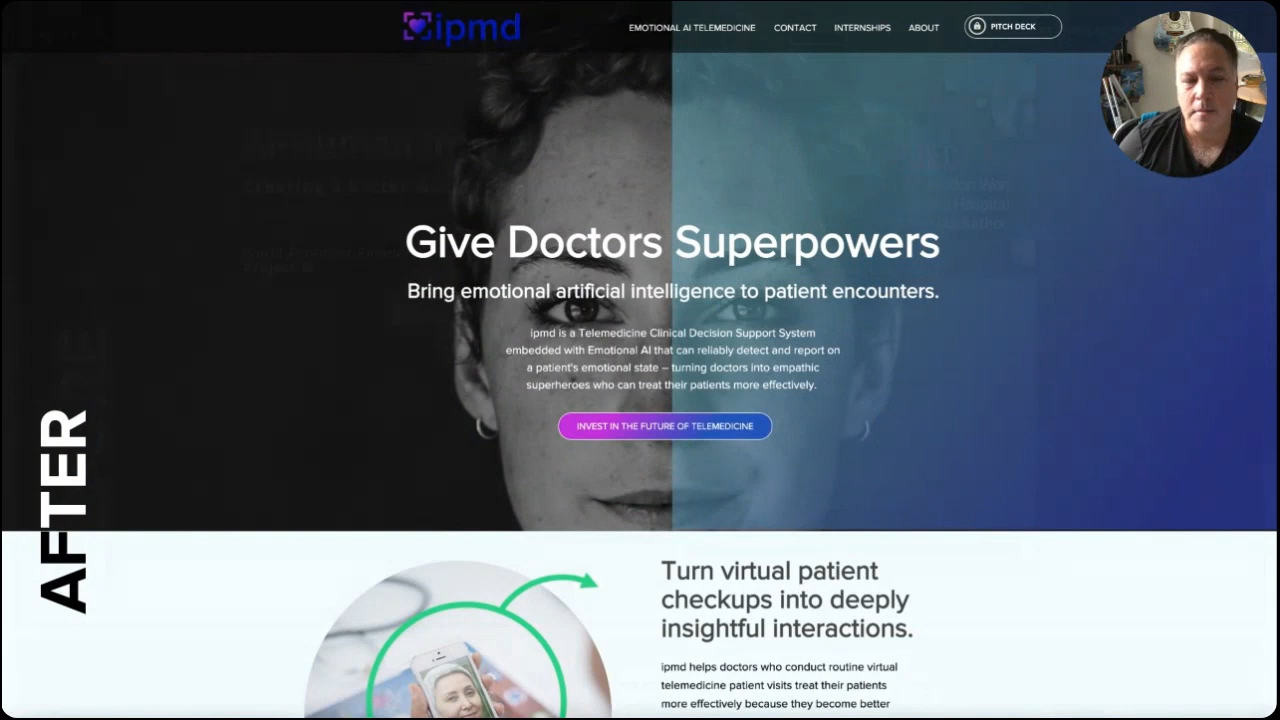 ipmd
EMOTIONAL AI TELEMEDICINE
CONTACT
INTERNSHIPS
ABOUT
PITCH DECK
Give Doctors Superpowers
Bring emotional artificial intelligence to patient encounters.
ipmd is a Telemedicine Clinical Decision Support System
embedded with Emotional AI that can reliably detect and report on
a patient's emotional state – turning doctors into empathic
superheroes who can treat their patients more effectively.
INVEST IN THE FUTURE OF TELEMEDICINE
AFTER
Turn virtual patient
checkups into deeply
insightful interactions.
ipmd helps doctors who conduct routine virtual
telemedicine patient visits treat their patients
more effectively because they become better